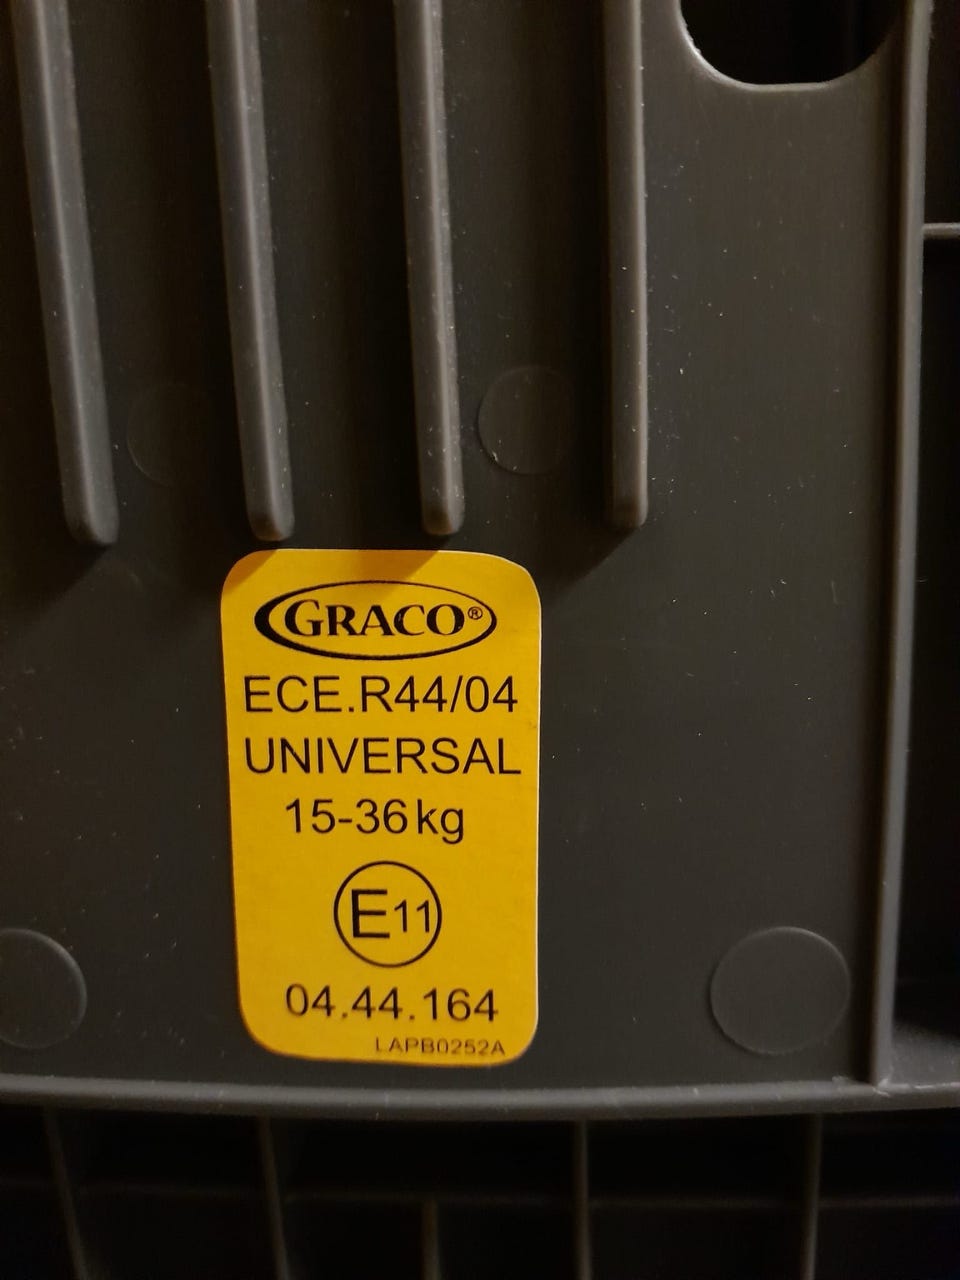 GRACO®
ECE.R44/04
UNIVERSAL
15-36kg
E11
04.44.164
LAPB0252A